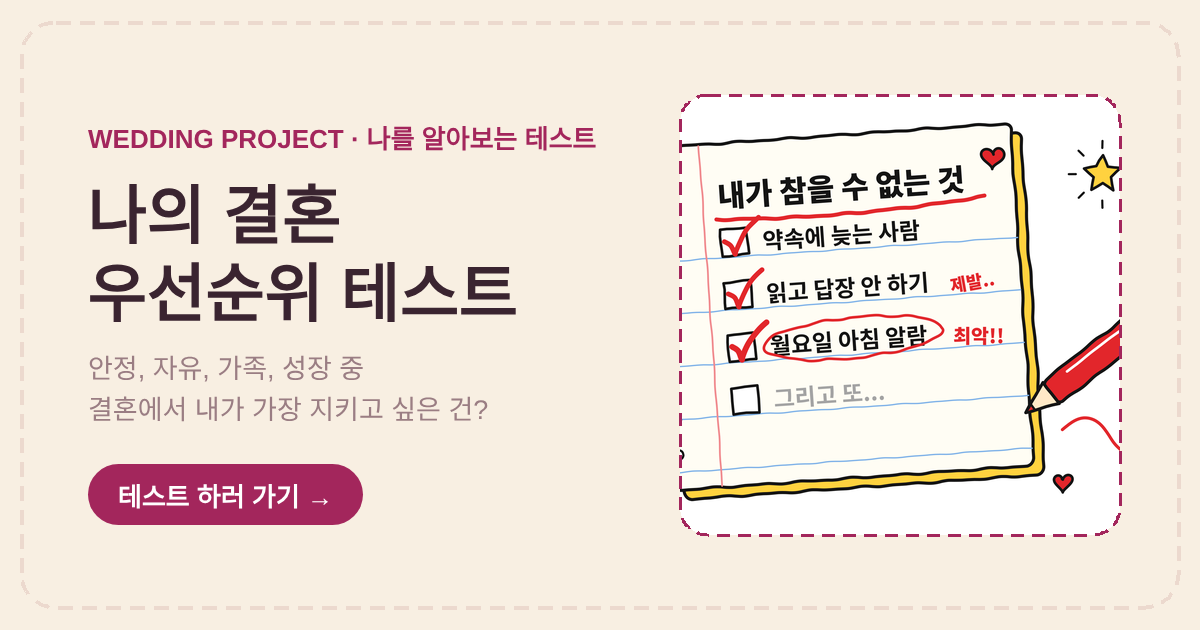 WEDDING PROJECT · 나를 알아보는 테스트
나의 결혼
우선순위 테스트
안정, 자유, 가족, 성장 중
결혼에서 내가 가장 지키고 싶은 건?
테스트 하러 가기 →
내가 참을 수 없는 것
약속에 늦는 사람
읽고 답장 안 하기 제발..
월요일 아침 알람 최악!!
그리고 또...